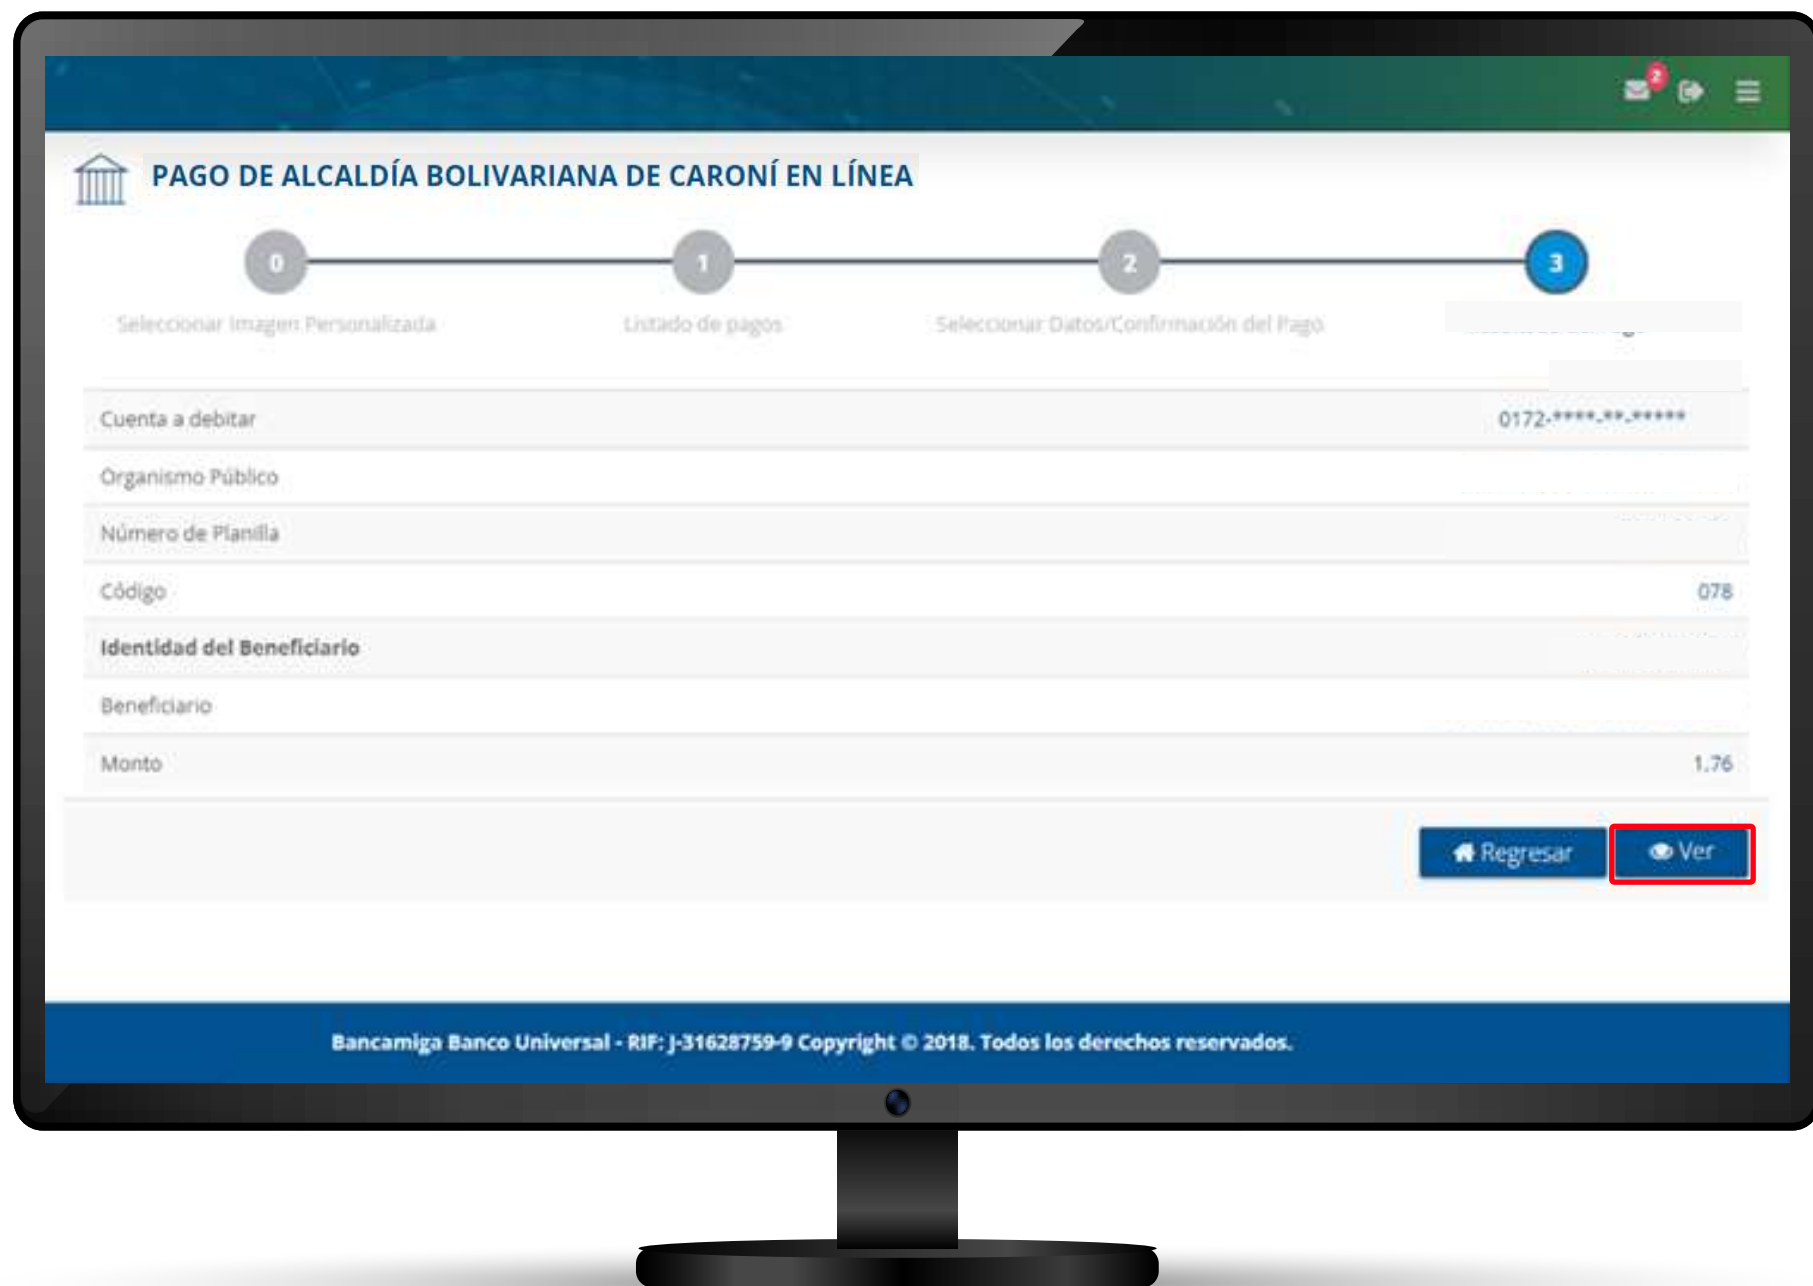 2
PAGO DE ALCALDÍA BOLIVARIANA DE CARONÍ EN LÍNEA
0 1 2 3
Seleccionar Imagen Personalizada Listado de pagos Seleccionar Datos/Confirmación del Pago
Cuenta a debitar 0172-****-**-*****
Organismo Público
Número de Planilla
Código 078
Identidad del Beneficiario
Beneficiario
Monto 1.76
Regresar Ver
Bancamiga Banco Universal - RIF: J-31628759-9 Copyright © 2018. Todos los derechos reservados.